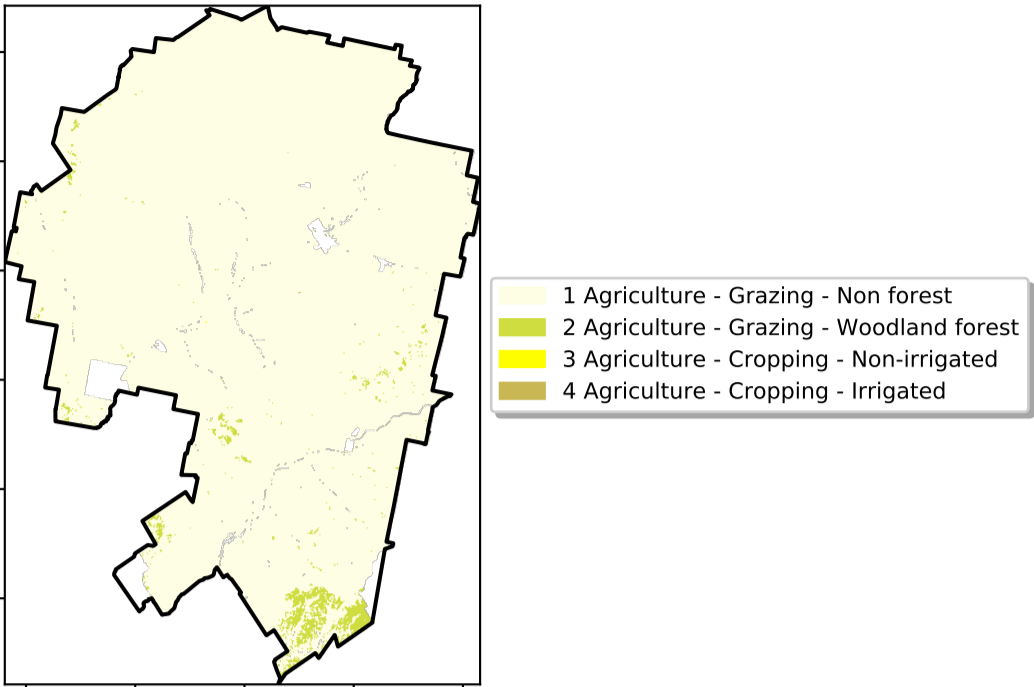 1 Agriculture - Grazing - Non forest
2 Agriculture - Grazing - Woodland forest
3 Agriculture - Cropping - Non-irrigated
4 Agriculture - Cropping - Irrigated